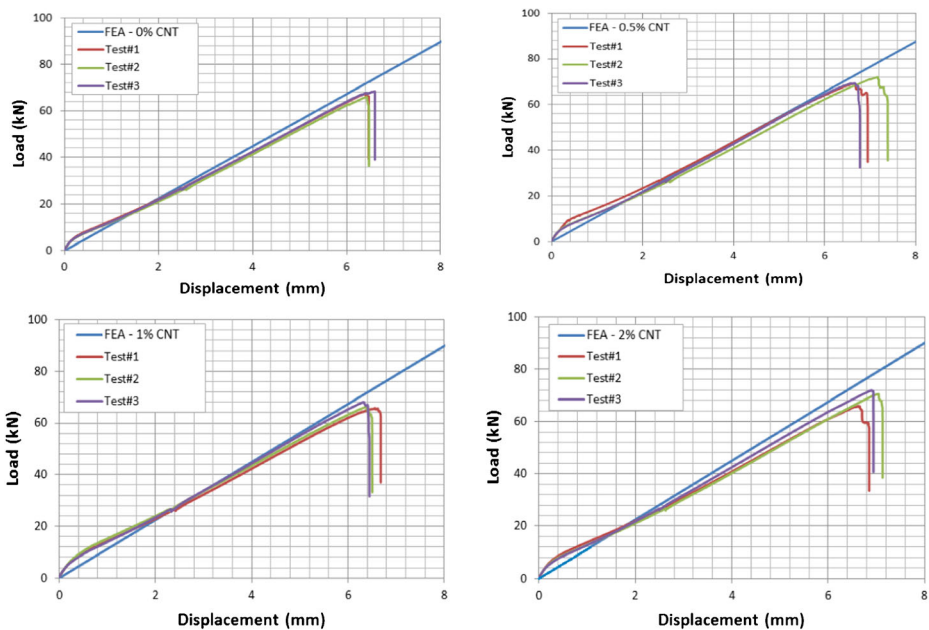 100
80
60
40
20
0
Load (kN)
FEA - 0% CNT
Test#1
Test#2
Test#3
0 2 4 6 8
Displacement (mm)
100
80
60
40
20
0
Load (kN)
FEA - 0.5% CNT
Test#1
Test#2
Test#3
0 2 4 6 8
Displacement (mm)
100
80
60
40
20
0
Load (kN)
FEA - 1% CNT
Test#1
Test#2
Test#3
0 2 4 6 8
Displacement (mm)
100
80
60
40
20
0
Load (kN)
FEA - 2% CNT
Test#1
Test#2
Test#3
0 2 4 6 8
Displacement (mm)